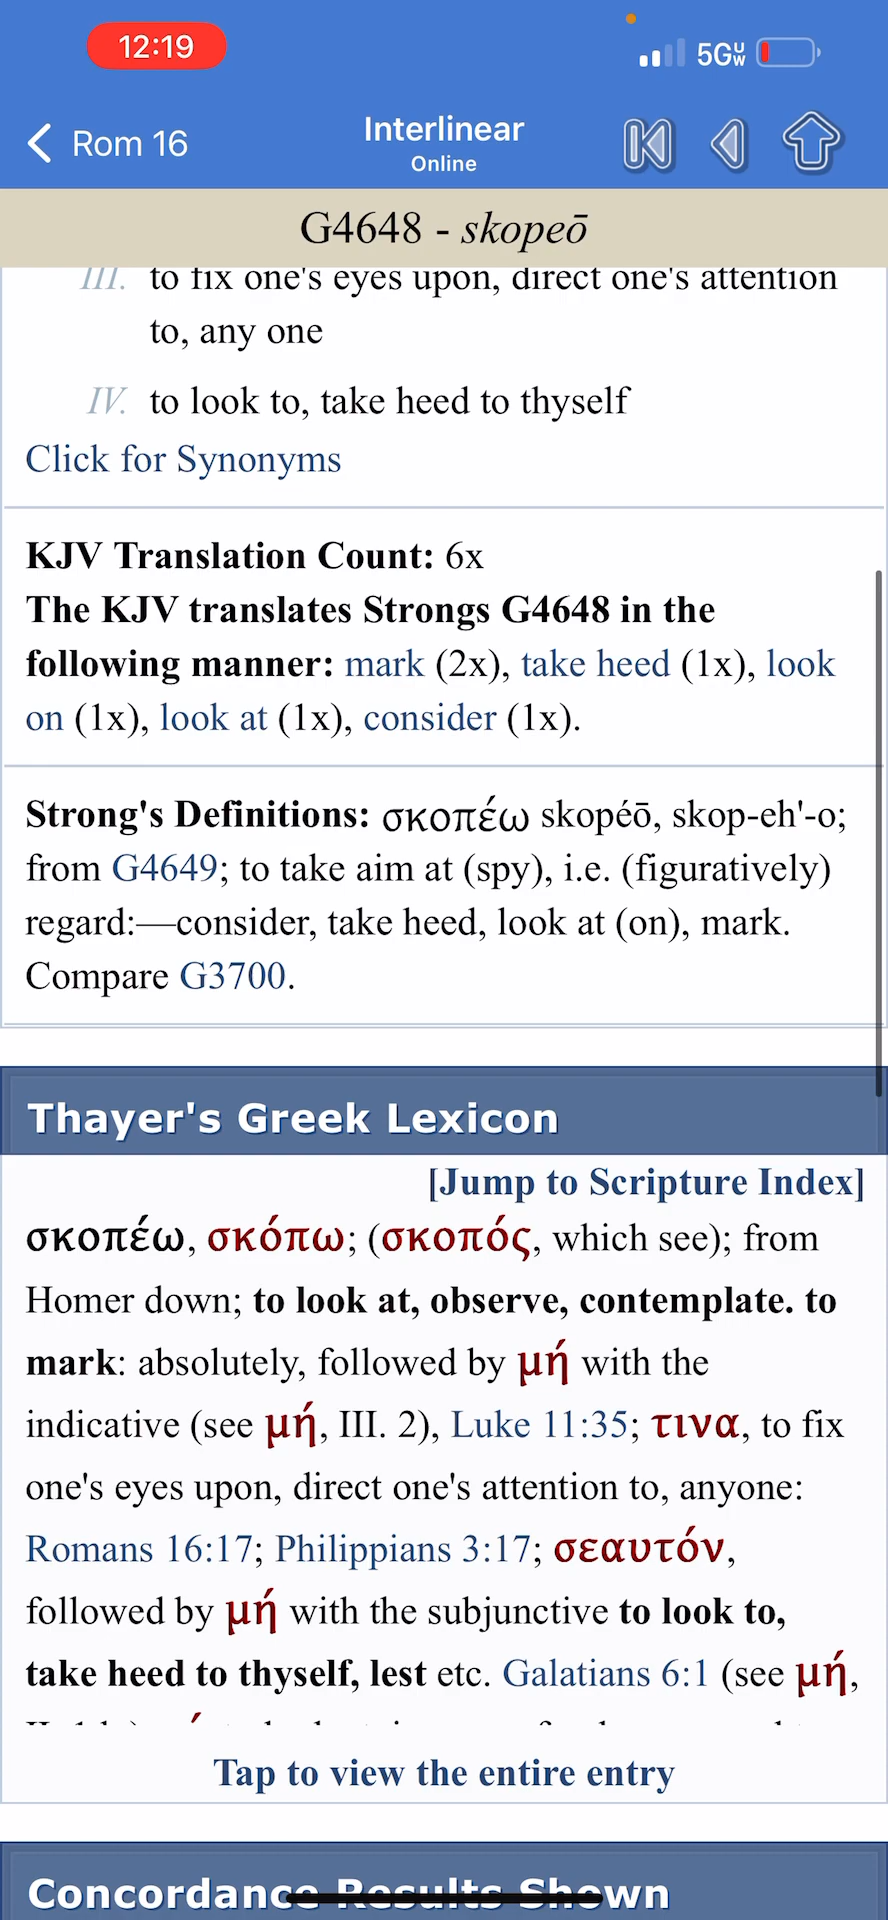 12:19
5GUW
Rom 16
Interlinear
Online
G4648 - skopeō
III. to fix one's eyes upon, direct one's attention
to, any one
IV. to look to, take heed to thyself
Click for Synonyms
KJV Translation Count: 6x
The KJV translates Strongs G4648 in the
following manner: mark (2x), take heed (1x), look
on (1x), look at (1x), consider (1x).
Strong's Definitions: σκοπέω skopéō, skop-eh'-o;
from G4649; to take aim at (spy), i.e. (figuratively)
regard:—consider, take heed, look at (on), mark.
Compare G3700.
Thayer's Greek Lexicon
[Jump to Scripture Index]
σκοπέω, σκόπω; (σκοπός, which see); from
Homer down; to look at, observe, contemplate. to
mark: absolutely, followed by μή with the
indicative (see μή, III. 2), Luke 11:35; τινα, to fix
one's eyes upon, direct one's attention to, anyone:
Romans 16:17; Philippians 3:17; σεαυτόν,
followed by μή with the subjunctive to look to,
take heed to thyself, lest etc. Galatians 6:1 (see μή,
Tap to view the entire entry
Concordance Results Shown